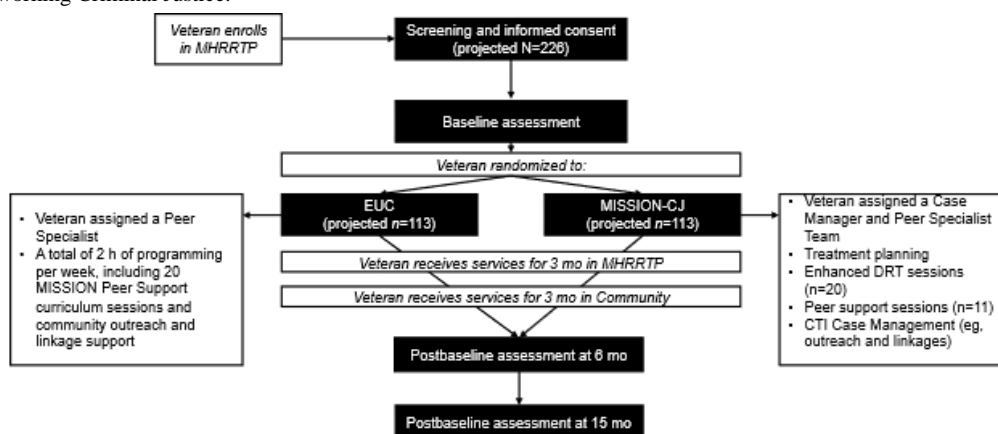 working Criminal Justice.
Veteran enrolls
in MHRRTP
Screening and informed consent
(projected N=226)
Baseline assessment
Veteran randomized to:
EUC
(projected n=113)
MISSION-CJ
(projected n=113)
• Veteran assigned a Peer
Specialist
• A total of 2 h of programming
per week, including 20
MISSION Peer Support
curriculum sessions and
community outreach and
linkage support
• Veteran assigned a Case
Manager and Peer Specialist
Team
• Treatment planning
• Enhanced DRT sessions
(n=20)
• Peer support sessions (n=11)
• CTI Case Management (eg,
outreach and linkages)
Veteran receives services for 3 mo in MHRRTP
Veteran receives services for 3 mo in Community
Postbaseline assessment at 6 mo
Postbaseline assessment at 15 mo